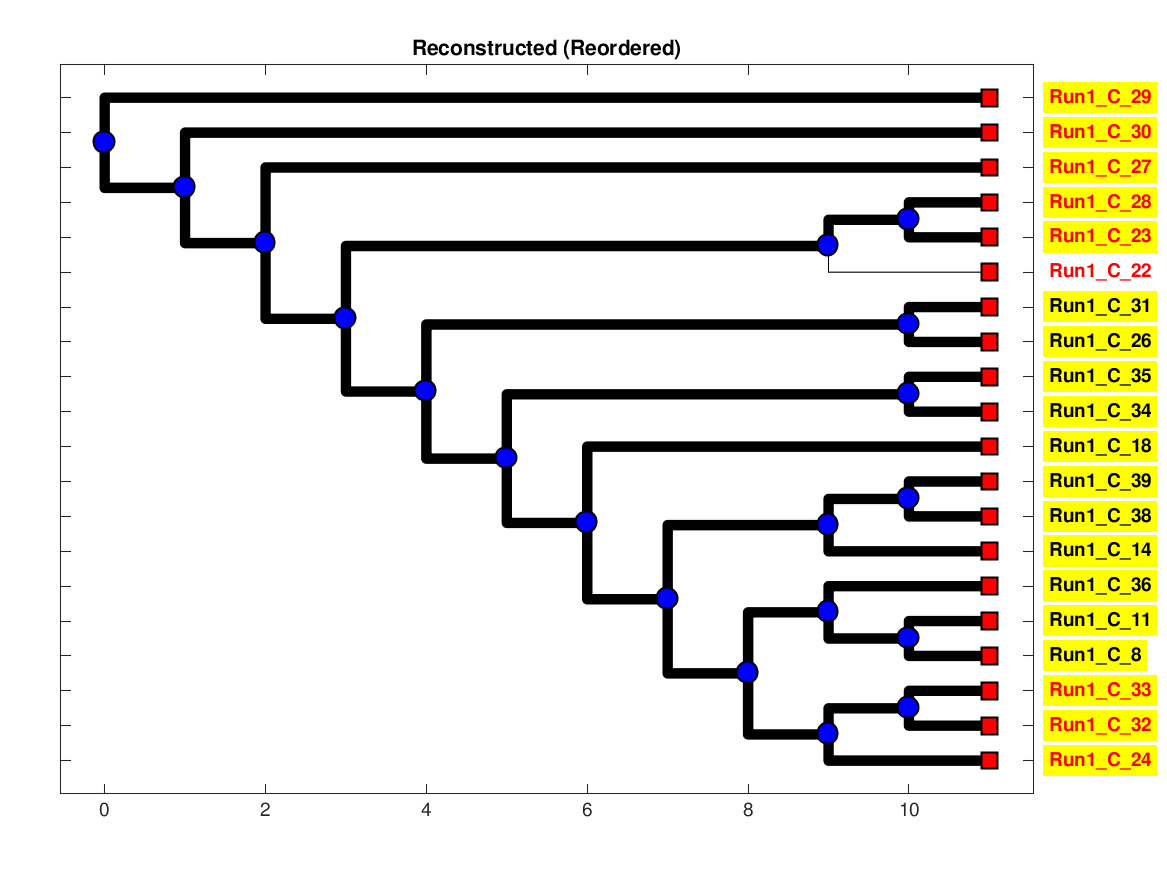 Reconstructed (Reordered)
Run1_C_29
Run1_C_30
Run1_C_27
Run1_C_28
Run1_C_23
Run1_C_22
Run1_C_31
Run1_C_26
Run1_C_35
Run1_C_34
Run1_C_18
Run1_C_39
Run1_C_38
Run1_C_14
Run1_C_36
Run1_C_11
Run1_C_8
Run1_C_33
Run1_C_32
Run1_C_24
0 2 4 6 8 10